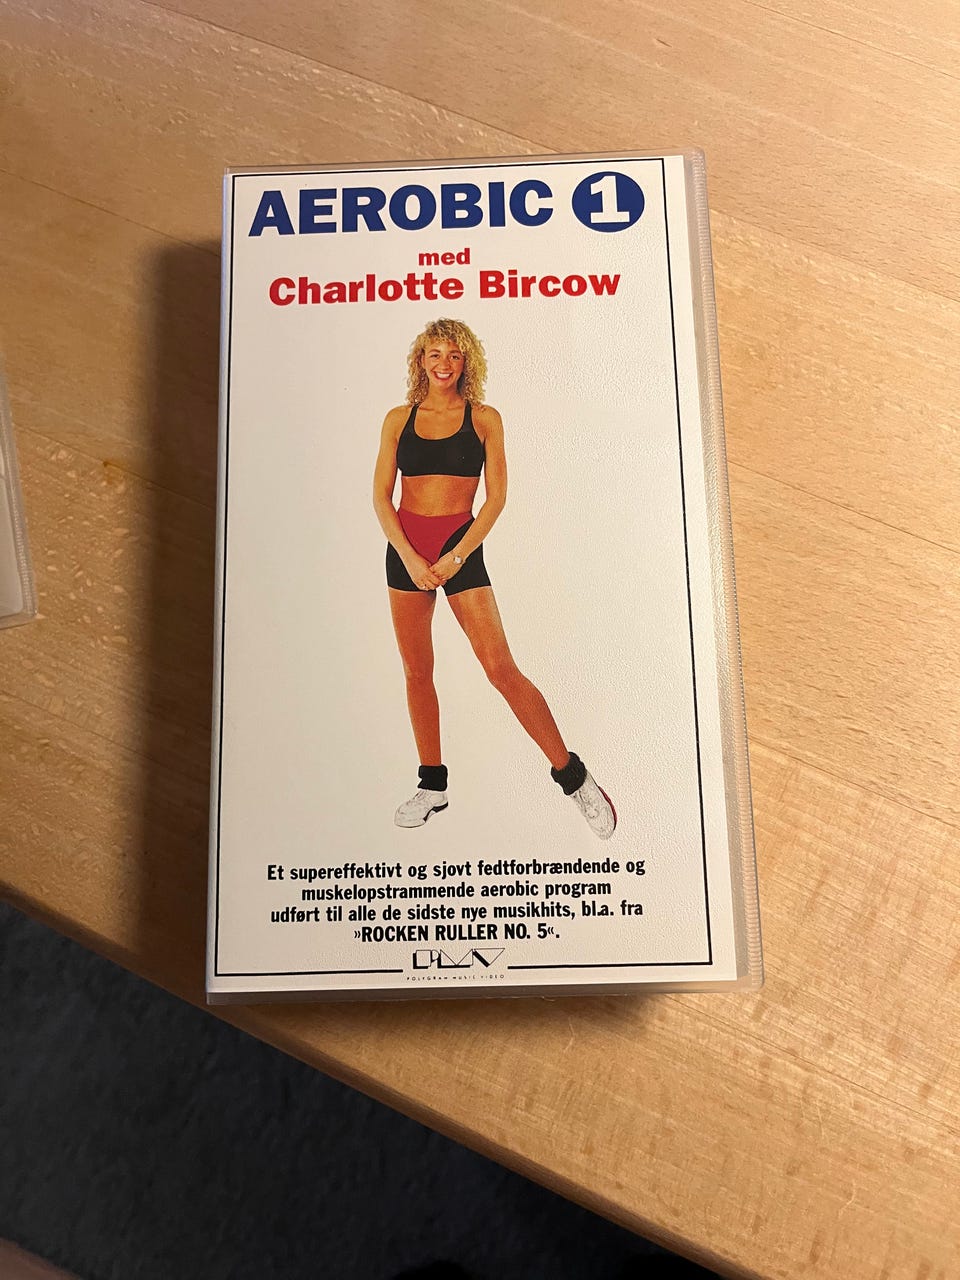 AEROBIC 1
med
Charlotte Bircow
Et supereffektivt og sjovt fedtforbrændende og
muskelopstrammende aerobic program
udført til alle de sidste nye musikhits, bl.a. fra
»ROCKEN RULLER NO. 5«.
PMV
POLYGRAM MUSIC VIDEO